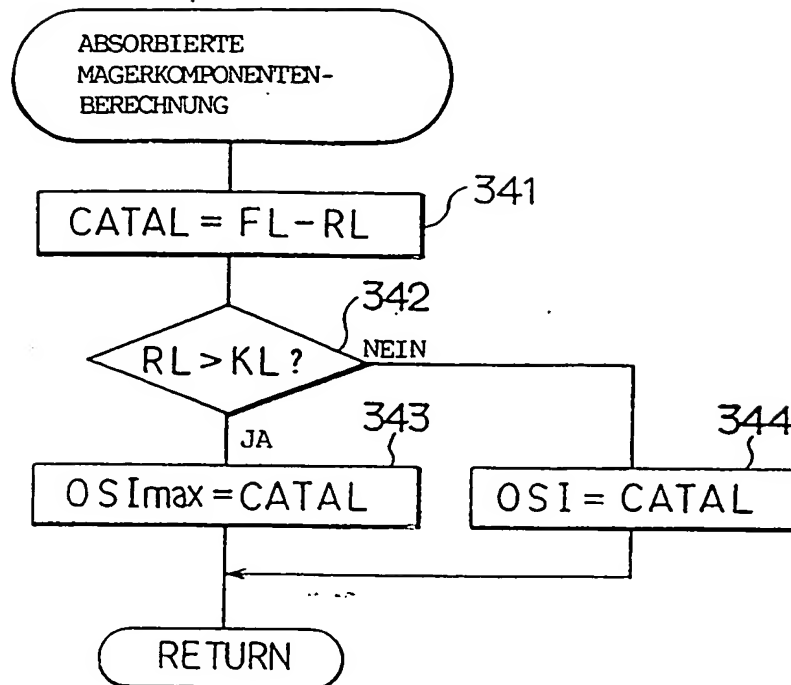 ABSORBIERTE
MAGERKOMPONENTEN-
BERECHNUNG
CATAL = FL-RL
341
RL > KL ?
342
NEIN
JA
OSImax = CATAL
343
OSI = CATAL
344
RETURN